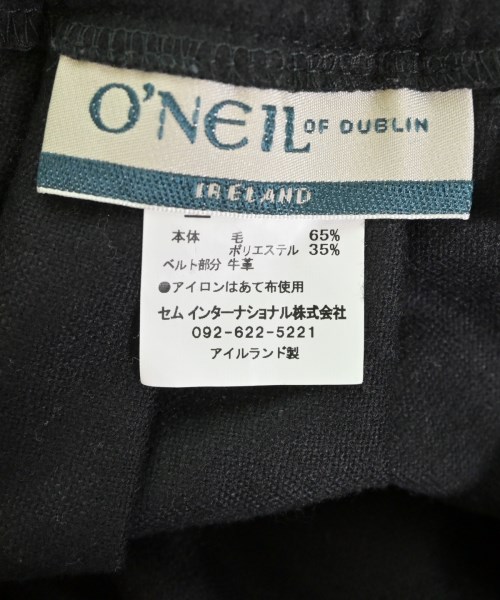 O'NEIL OF DUBLIN
IRELAND
本体 毛 65%
ポリエステル 35%
ベルト部分 牛革
●アイロンはあて布使用
セム インターナショナル株式会社
092-622-5221
アイルランド製